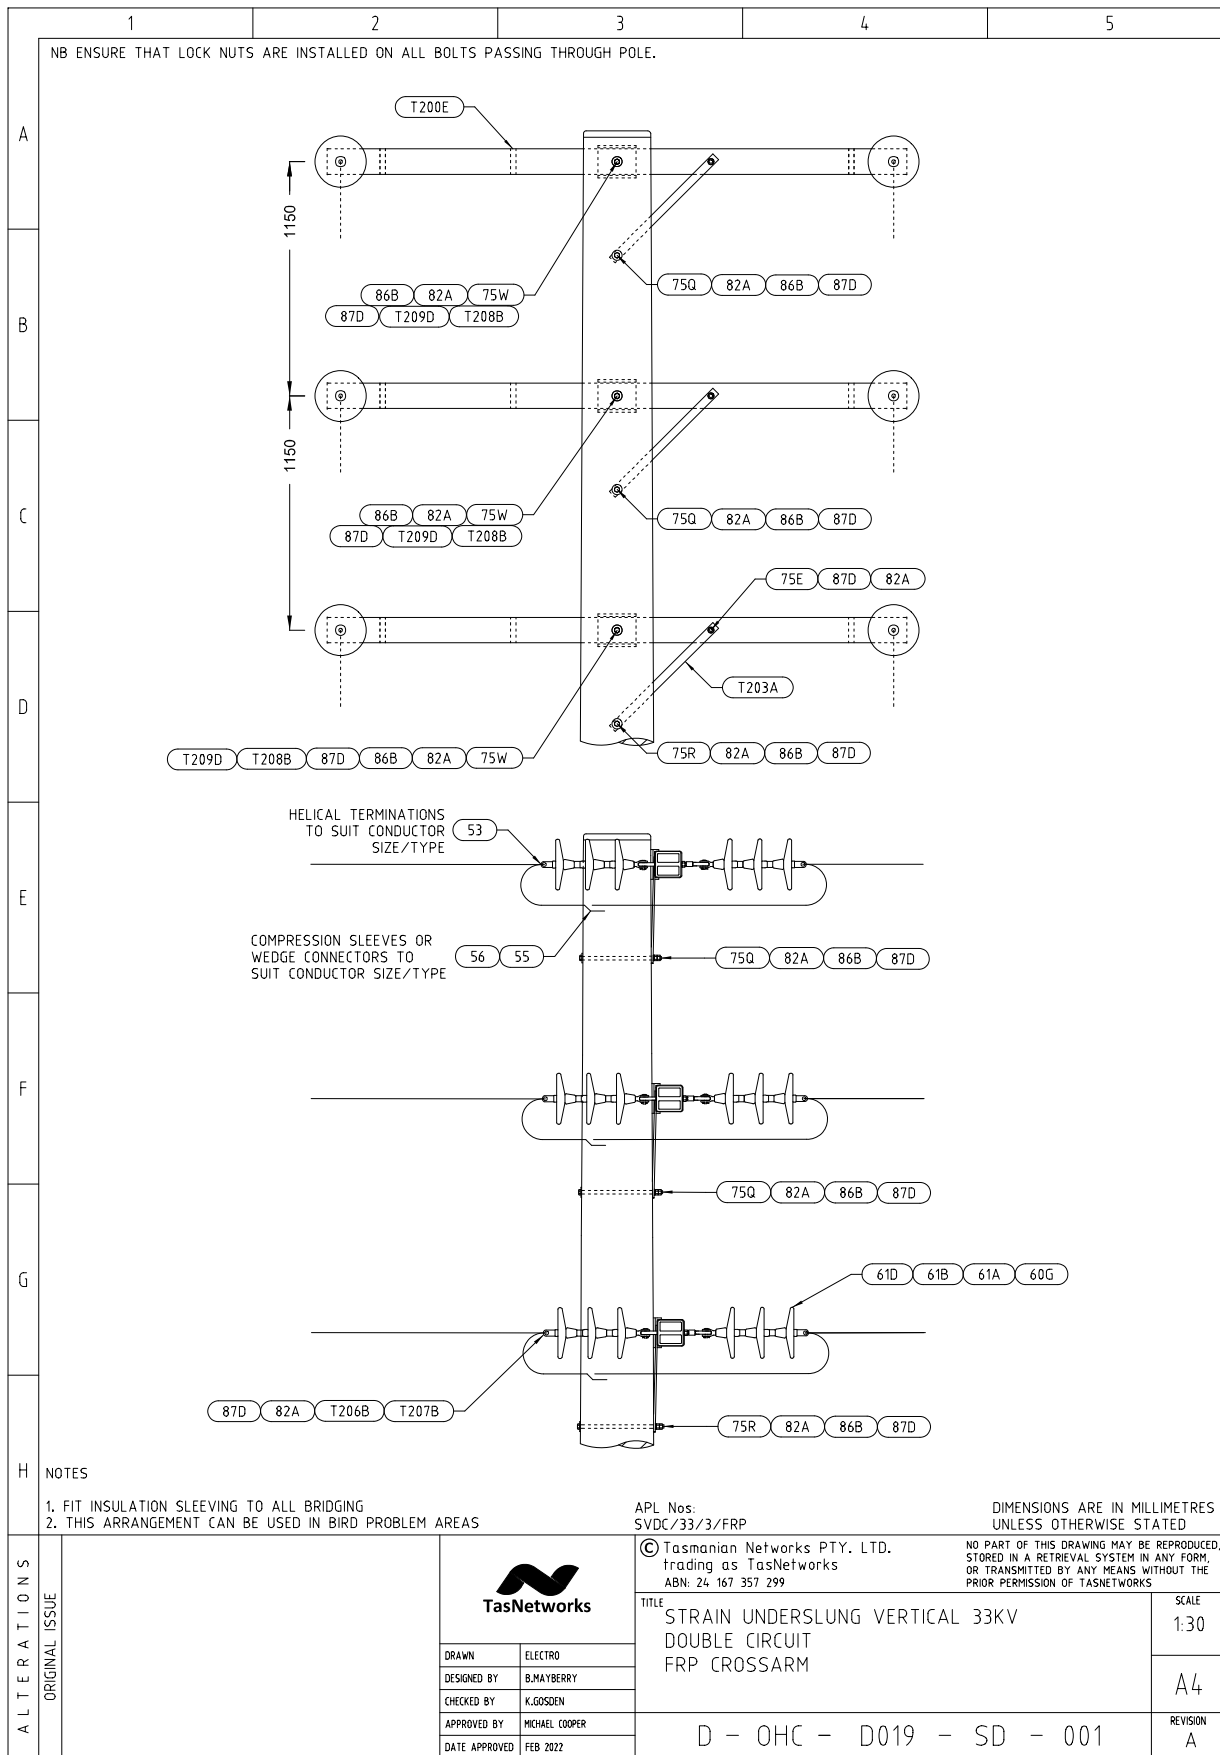 1 2 3 4 5
NB ENSURE THAT LOCK NUTS ARE INSTALLED ON ALL BOLTS PASSING THROUGH POLE.
A
B
C
D
E
F
G
H
T200E
1150
86B 82A 75W
87D T209D T208B
75Q 82A 86B 87D
1150
86B 82A 75W
87D T209D T208B
75Q 82A 86B 87D
75E 87D 82A
T203A
T209D T208B 87D 86B 82A 75W
75R 82A 86B 87D
HELICAL TERMINATIONS
TO SUIT CONDUCTOR
SIZE/TYPE
53
COMPRESSION SLEEVES OR
WEDGE CONNECTORS TO
SUIT CONDUCTOR SIZE/TYPE
56 55
75Q 82A 86B 87D
75Q 82A 86B 87D
61D 61B 61A 60G
87D 82A T206B T207B
75R 82A 86B 87D
NOTES
1. FIT INSULATION SLEEVING TO ALL BRIDGING
2. THIS ARRANGEMENT CAN BE USED IN BIRD PROBLEM AREAS
APL Nos:
SVDC/33/3/FRP
DIMENSIONS ARE IN MILLIMETRES
UNLESS OTHERWISE STATED
ALTERATIONS
ORIGINAL ISSUE
TasNetworks
DRAWN ELECTRO
DESIGNED BY B.MAYBERRY
CHECKED BY K.GOSDEN
APPROVED BY MICHAEL COOPER
DATE APPROVED FEB 2022
© Tasmanian Networks PTY. LTD.
trading as TasNetworks
ABN: 24 167 357 299
NO PART OF THIS DRAWING MAY BE REPRODUCED,
STORED IN A RETRIEVAL SYSTEM IN ANY FORM,
OR TRANSMITTED BY ANY MEANS WITHOUT THE
PRIOR PERMISSION OF TASNETWORKS
TITLE
STRAIN UNDERSLUNG VERTICAL 33KV
DOUBLE CIRCUIT
FRP CROSSARM
SCALE
1:30
A4
D - OHC - D019 - SD - 001
REVISION
A